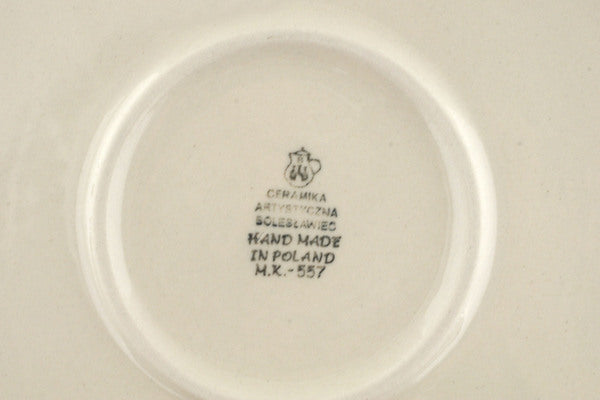 CERAMIKA
ARTYSTYCZNA
BOLESŁAWIEC
HAND MADE
IN POLAND
M.K.-557